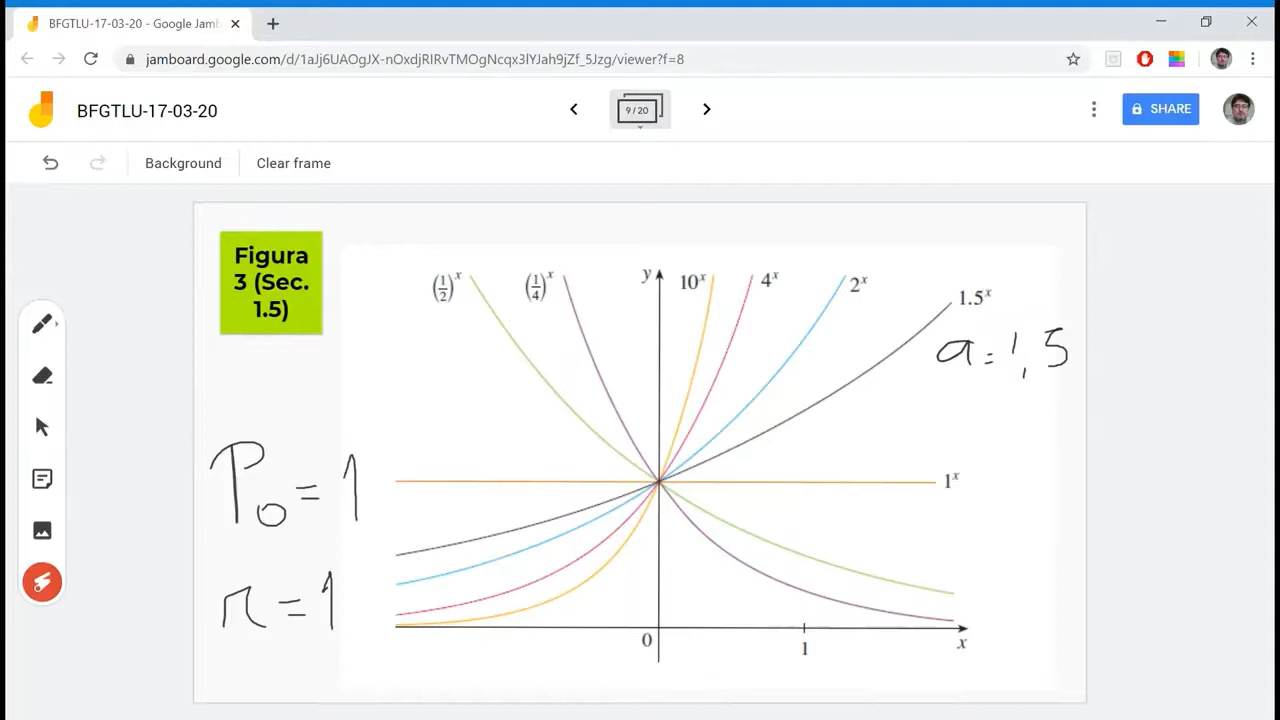 BFGTLU-17-03-20 - Google Jamb
jamboard.google.com/d/1aJj6UAOgJX-nOxdjRIRvTMOgNcqx3IYJah9jZf_5Jzg/viewer?f=8
BFGTLU-17-03-20
9 / 20
SHARE
Background
Clear frame
Figura
3 (Sec.
1.5)
(1/2)^x
(1/4)^x
y
10^x
4^x
2^x
1.5^x
a = 1,5
P₀ = 1
1^x
r = 1
0
1
x